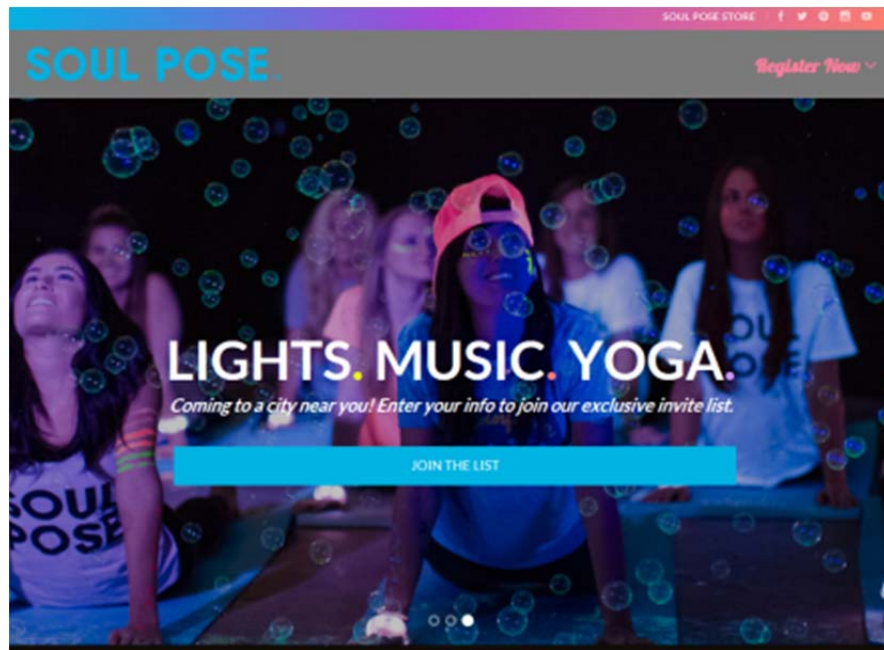 SOUL POSE STORE
SOUL POSE
Register Now
LIGHTS. MUSIC. YOGA.
Coming to a city near you! Enter your info to join our exclusive invite list.
JOIN THE LIST
SOUL
POSE
OUL
POSE